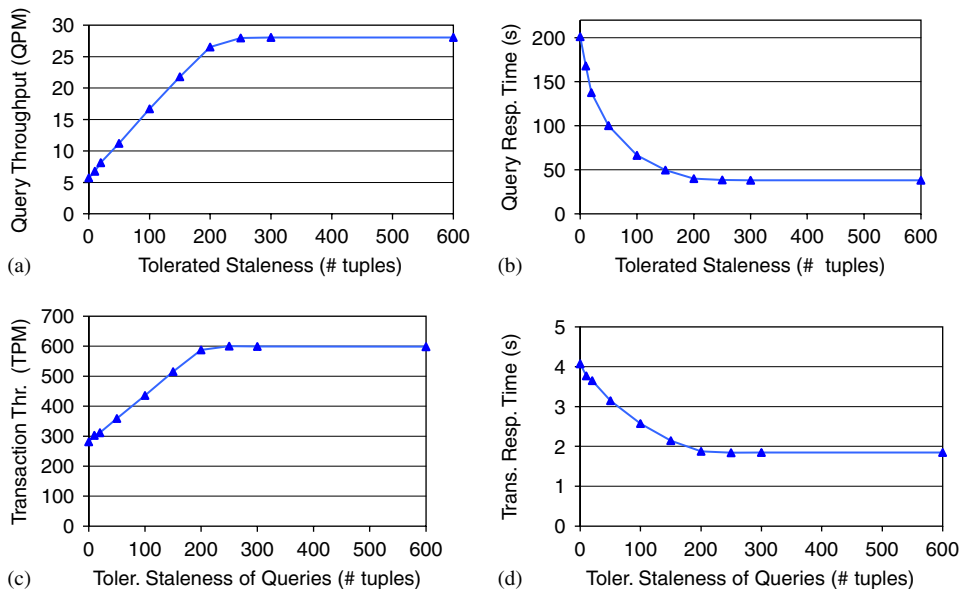 Query Throughput (QPM)
30
25
20
15
10
5
0
0 100 200 300 400 500 600
(a) Tolerated Staleness (# tuples)
Query Resp. Time (s)
200
150
100
50
0
0 100 200 300 400 500 600
(b) Tolerated Staleness (# tuples)
Transaction Thr. (TPM)
700
600
500
400
300
200
100
0
0 100 200 300 400 500 600
(c) Toler. Staleness of Queries (# tuples)
Trans. Resp. Time (s)
5
4
3
2
1
0
0 100 200 300 400 500 600
(d) Toler. Staleness of Queries (# tuples)